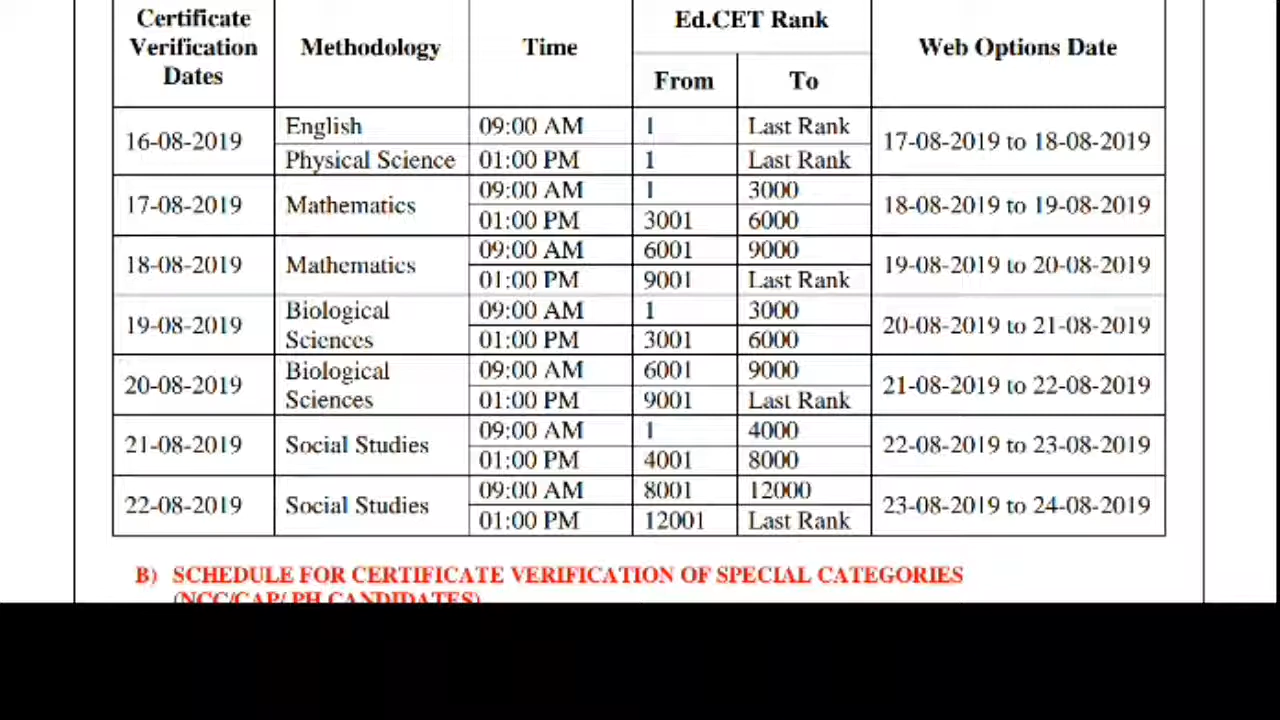 Certificate Verification Dates Methodology Time Ed.CET Rank Web Options Date
From To
16-08-2019 English 09:00 AM 1 Last Rank 17-08-2019 to 18-08-2019
Physical Science 01:00 PM 1 Last Rank
17-08-2019 Mathematics 09:00 AM 1 3000 18-08-2019 to 19-08-2019
01:00 PM 3001 6000
18-08-2019 Mathematics 09:00 AM 6001 9000 19-08-2019 to 20-08-2019
01:00 PM 9001 Last Rank
19-08-2019 Biological Sciences 09:00 AM 1 3000 20-08-2019 to 21-08-2019
01:00 PM 3001 6000
20-08-2019 Biological Sciences 09:00 AM 6001 9000 21-08-2019 to 22-08-2019
01:00 PM 9001 Last Rank
21-08-2019 Social Studies 09:00 AM 1 4000 22-08-2019 to 23-08-2019
01:00 PM 4001 8000
22-08-2019 Social Studies 09:00 AM 8001 12000 23-08-2019 to 24-08-2019
01:00 PM 12001 Last Rank
B) SCHEDULE FOR CERTIFICATE VERIFICATION OF SPECIAL CATEGORIES
(NCC/CAP/ PH CANDIDATES)